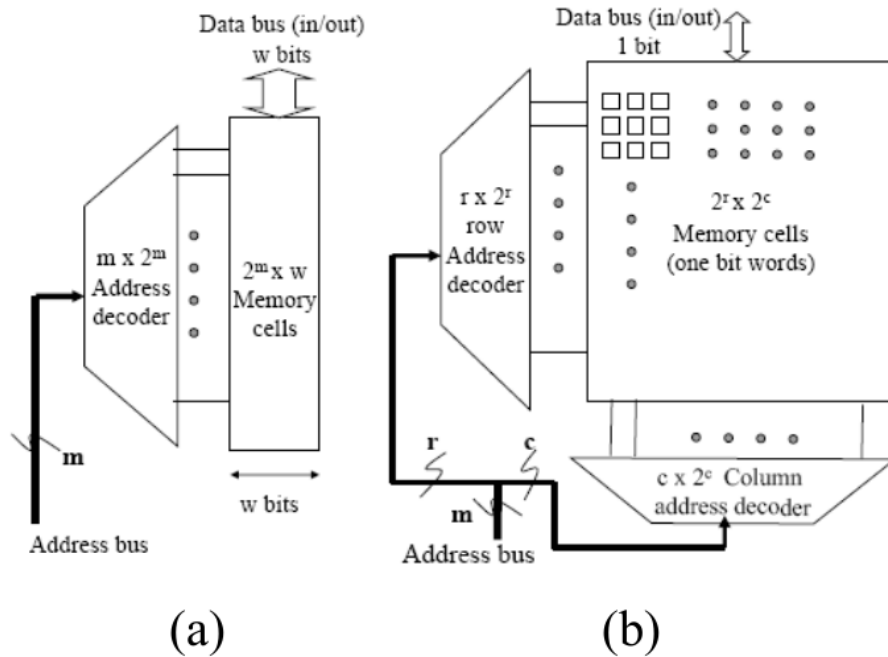 Data bus (in/out)
w bits
m x 2ᵐ
Address
decoder
2ᵐ x w
Memory
cells
m
w bits
Address bus
(a)
Data bus (in/out)
1 bit
r x 2ʳ
row
Address
decoder
2ʳ x 2ᶜ
Memory cells
(one bit words)
r
c
c x 2ᶜ Column
address decoder
m
Address bus
(b)